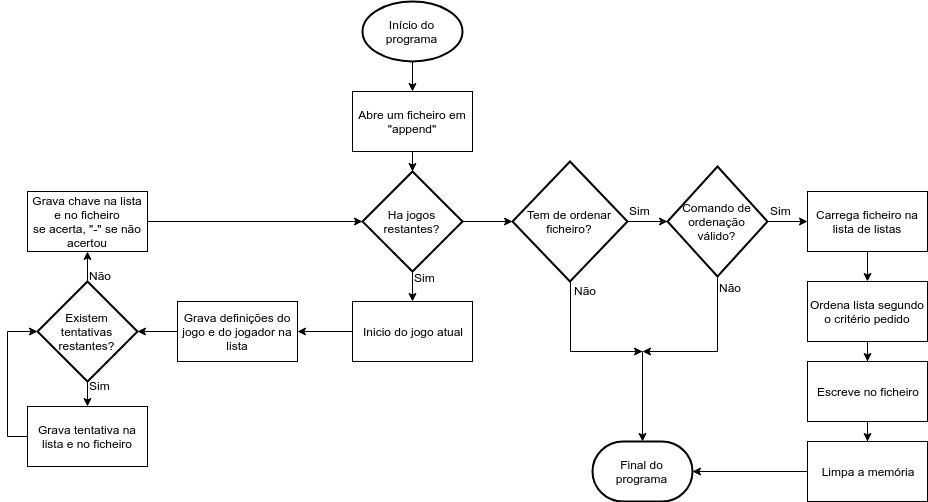 Início do
programa
Abre um ficheiro em
"append"
Ha jogos
restantes?
Sim
Inicio do jogo atual
Grava definições do
jogo e do jogador na
lista
Existem
tentativas
restantes?
Sim
Grava tentativa na
lista e no ficheiro
Não
Grava chave na lista
e no ficheiro
se acerta, "-" se não
acertou
Tem de ordenar
ficheiro?
Sim
Não
Comando de
ordenação
válido?
Sim
Não
Carrega ficheiro na
lista de listas
Ordena lista segundo
o critério pedido
Escreve no ficheiro
Limpa a memória
Final do
programa